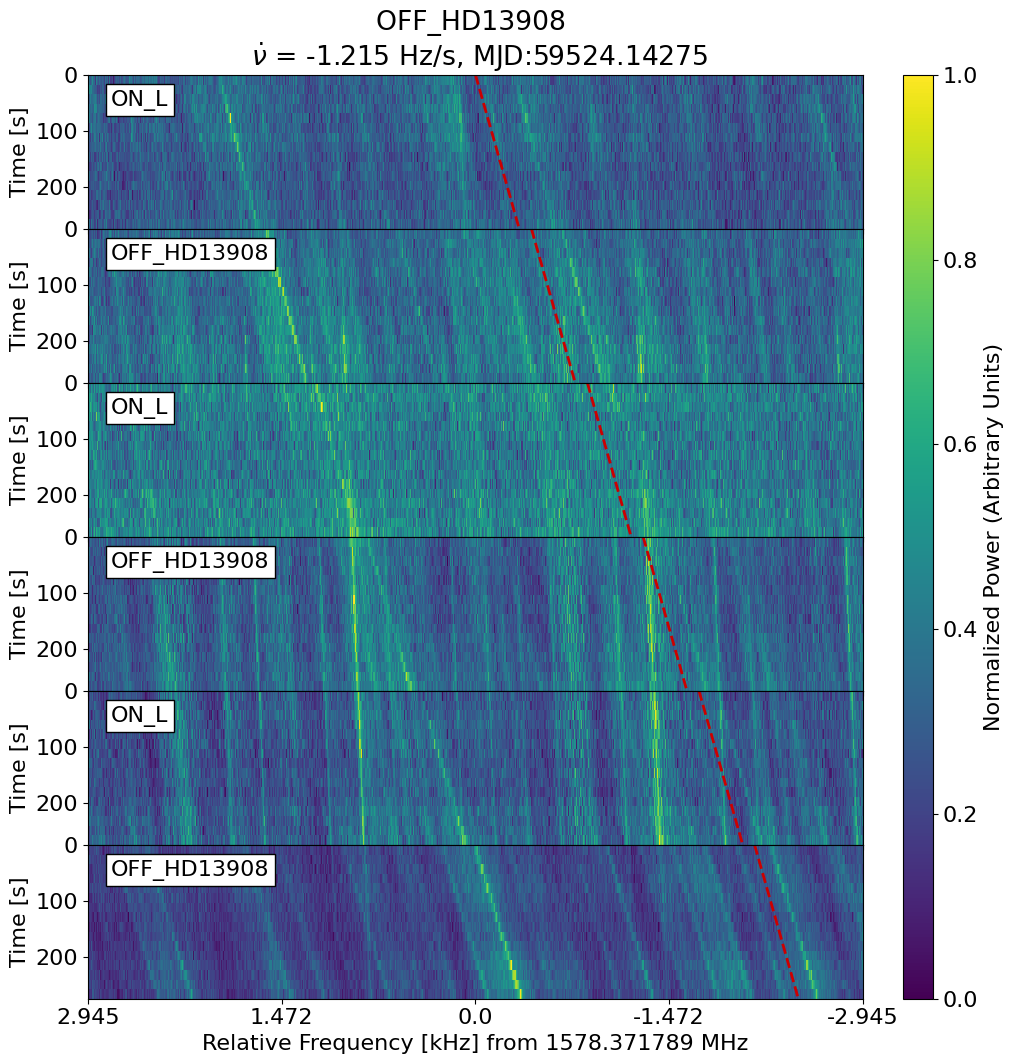 OFF_HD13908
ν̇ = -1.215 Hz/s, MJD:59524.14275
0
ON_L
100
Time [s]
200
0
OFF_HD13908
100
Time [s]
200
0
ON_L
100
Time [s]
200
0
OFF_HD13908
100
Time [s]
200
0
ON_L
100
Time [s]
200
0
OFF_HD13908
100
Time [s]
200
2.945 1.472 0.0 -1.472 -2.945
Relative Frequency [kHz] from 1578.371789 MHz
1.0
0.8
0.6
0.4
0.2
0.0
Normalized Power (Arbitrary Units)